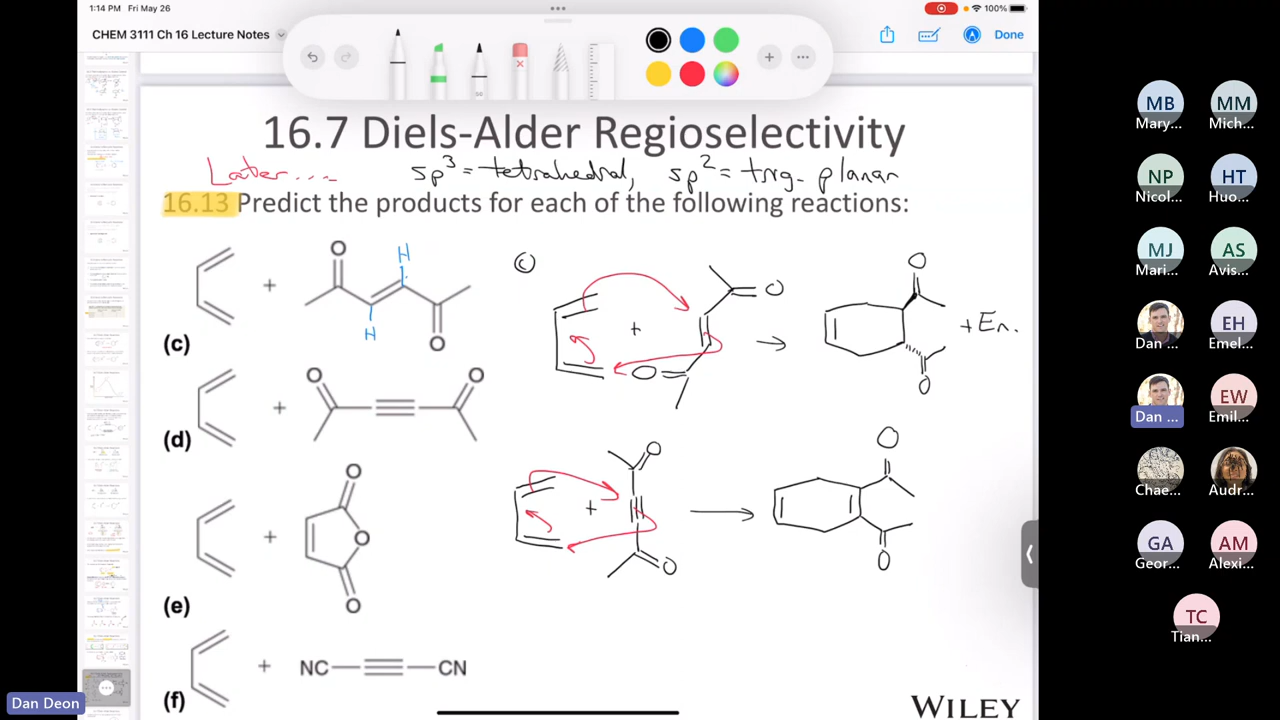 1:14 PM Fri May 26
100%
CHEM 3111 Ch 16 Lecture Notes
Done
16.7 Diels-Alder Regioselectivity
Later... sp³ = tetrahedral, sp² = trig. planar
16.13 Predict the products for each of the following reactions:
(c)
O
H
+
H
O
(c)
+
O
O
O
+ En.
O
(d)
O
+
O
O
+
O
O
O
(e)
+
O
O
O
(f)
+
NC
CN
WILEY
MB
Mary...
MM
Mich...
NP
Nicol...
HT
Huo...
MJ
Mari...
AS
Avis...
Dan ...
EH
Emel...
Dan ...
EW
Emil...
Chae...
Audr...
GA
Geor...
AM
Alexi...
TC
Tian...
Dan Deon